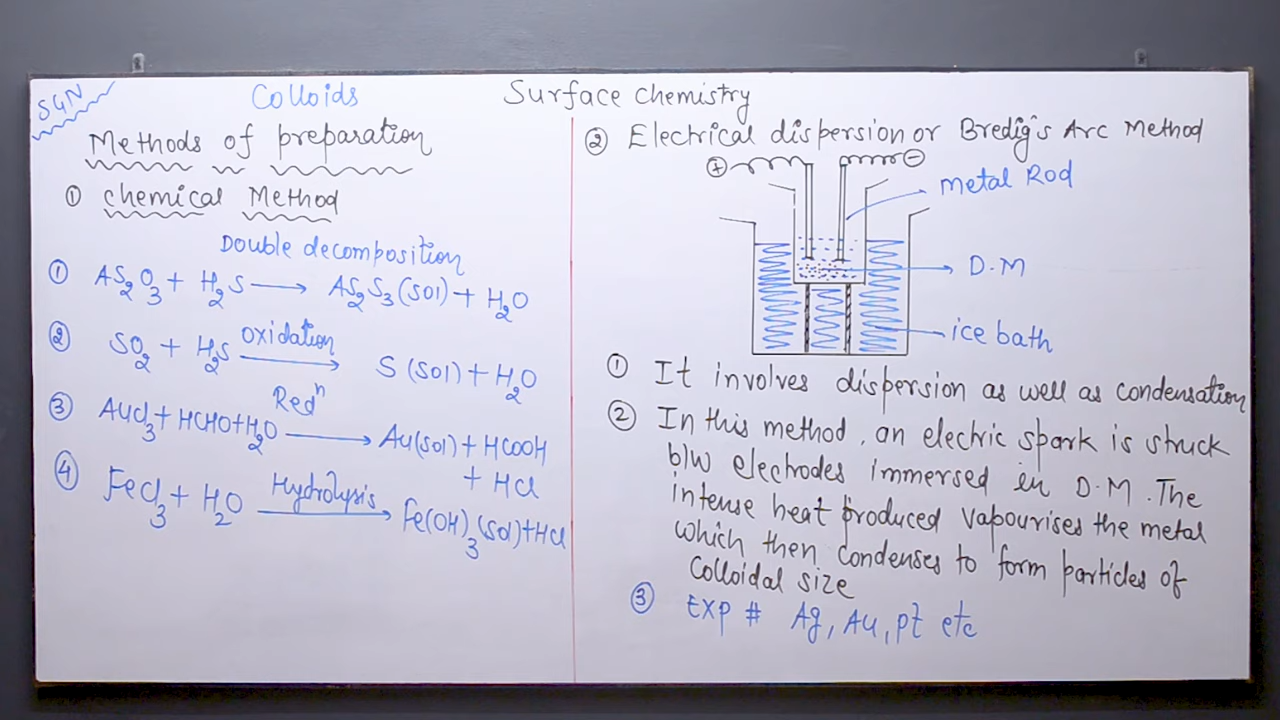 SGN
Colloids
Surface chemistry
Methods of preparation
① chemical Method
Double decomposition
① AS₂O₃ + H₂S ⟶ AS₂S₃ (Sol) + H₂O
② SO₂ + H₂S oxidation ⟶ S (Sol) + H₂O
③ AuCl₃ + HCHO + H₂O Redⁿ ⟶ Au(sol) + HCOOH
+ HCl
④ FeCl₃ + H₂O Hydrolysis ⟶ Fe(OH)₃ (Sol) + HCl
② Electrical dispersion or Bredig's Arc Method
+ −
metal Rod
D.M
ice bath
① It involves dispersion as well as condensation
② In this method, an electric spark is struck
b/w electrodes immersed in D.M. The
intense heat produced vapourises the metal
which then condenses to form particles of
colloidal size
③ Exp # Ag, Au, pt etc